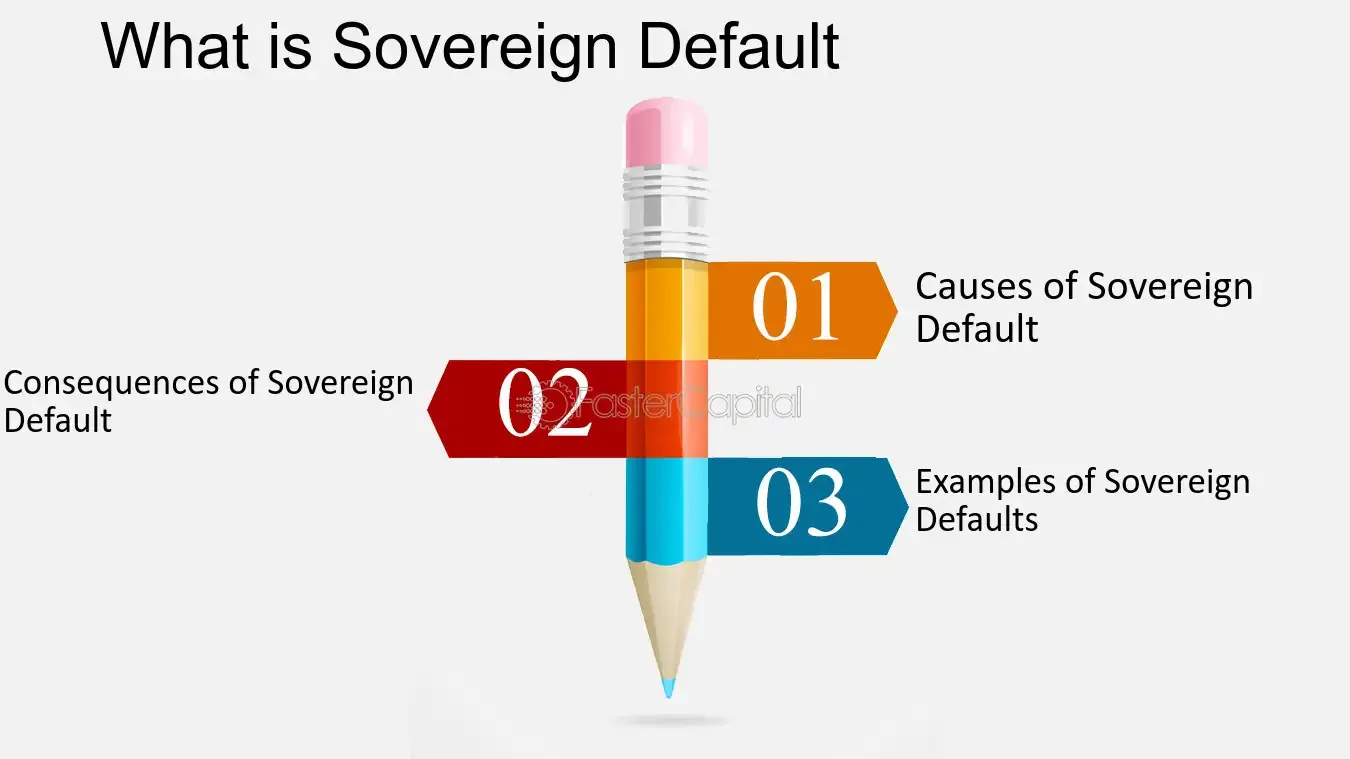 What is Sovereign Default
01
Causes of Sovereign
Default
02
Consequences of Sovereign
Default
FasterCapital
03
Examples of Sovereign
Defaults